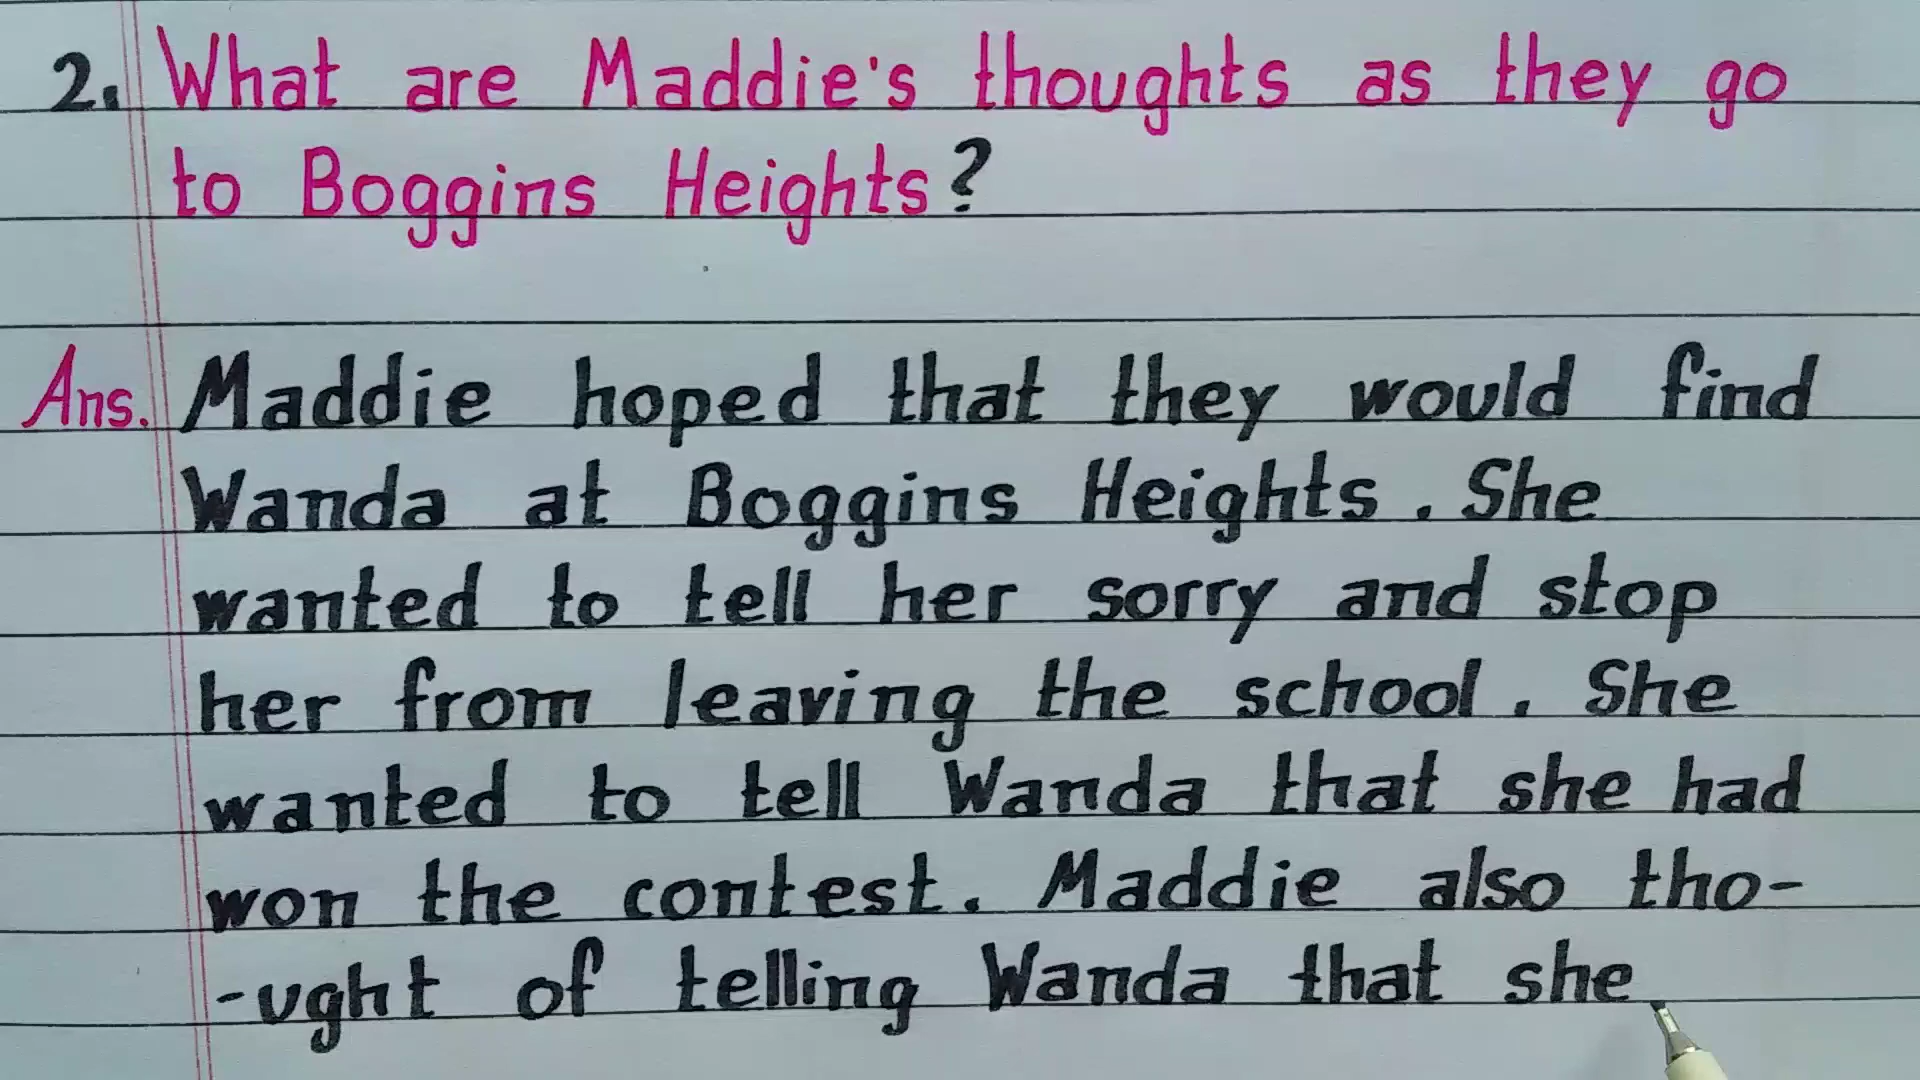 2. What are Maddie's thoughts as they go
to Boggins Heights?
Ans. Maddie hoped that they would find
Wanda at Boggins Heights. She
wanted to tell her sorry and stop
her from leaving the school. She
wanted to tell Wanda that she had
won the contest. Maddie also tho-
-ught of telling Wanda that she